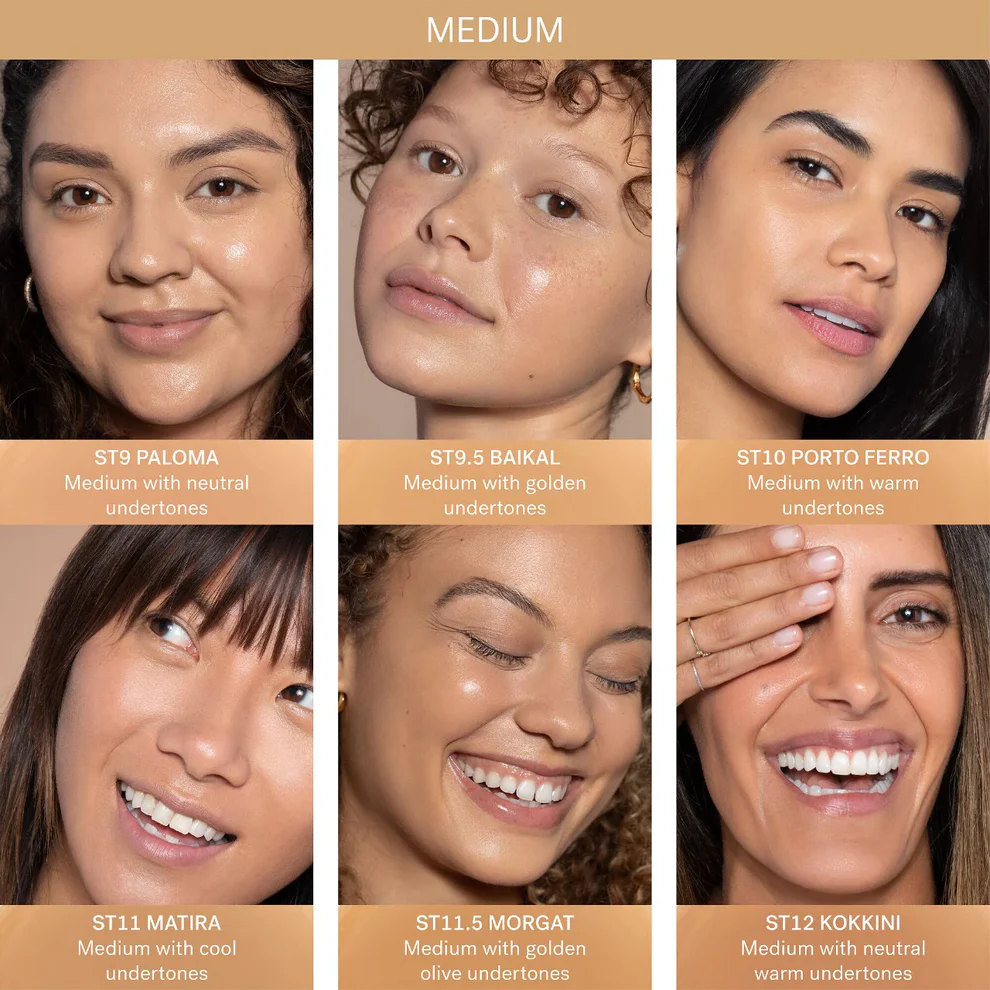 MEDIUM
ST9 PALOMA
Medium with neutral
undertones
ST9.5 BAIKAL
Medium with golden
undertones
ST10 PORTO FERRO
Medium with warm
undertones
ST11 MATIRA
Medium with cool
undertones
ST11.5 MORGAT
Medium with golden
olive undertones
ST12 KOKKINI
Medium with neutral
warm undertones